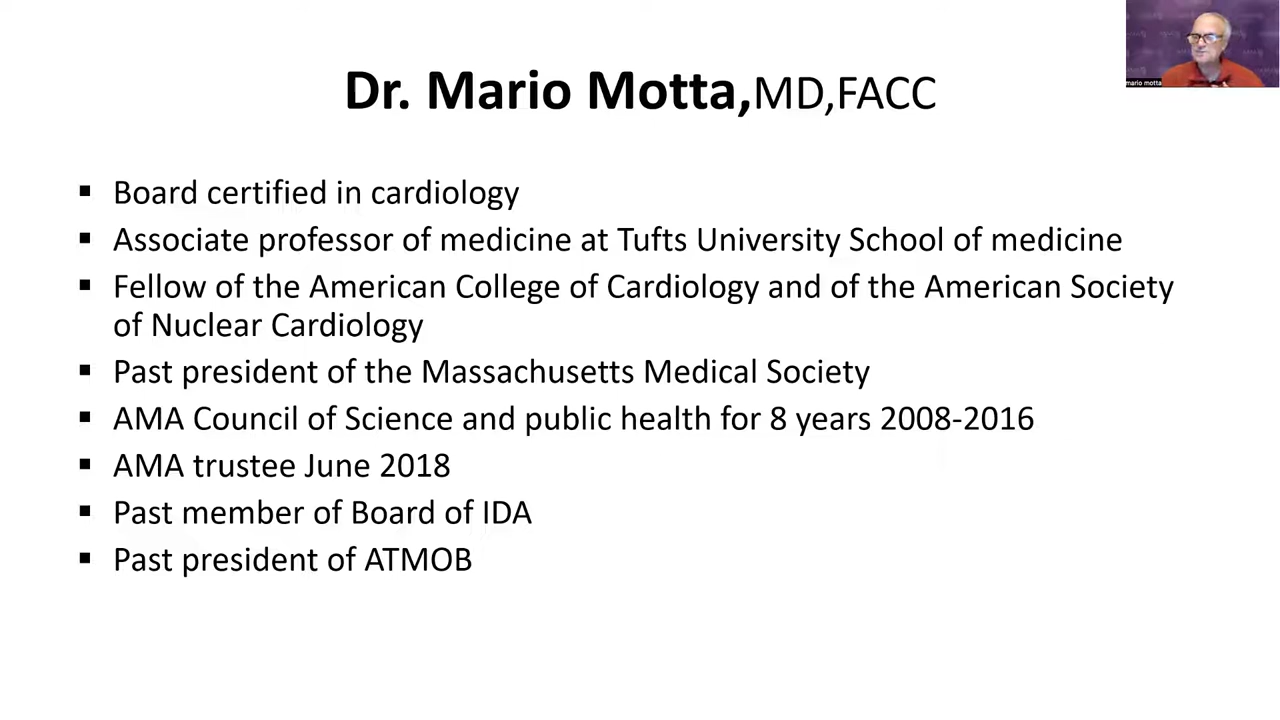 Dr. Mario Motta,MD,FACC
mario motta
▪ Board certified in cardiology
▪ Associate professor of medicine at Tufts University School of medicine
▪ Fellow of the American College of Cardiology and of the American Society
of Nuclear Cardiology
▪ Past president of the Massachusetts Medical Society
▪ AMA Council of Science and public health for 8 years 2008-2016
▪ AMA trustee June 2018
▪ Past member of Board of IDA
▪ Past president of ATMOB